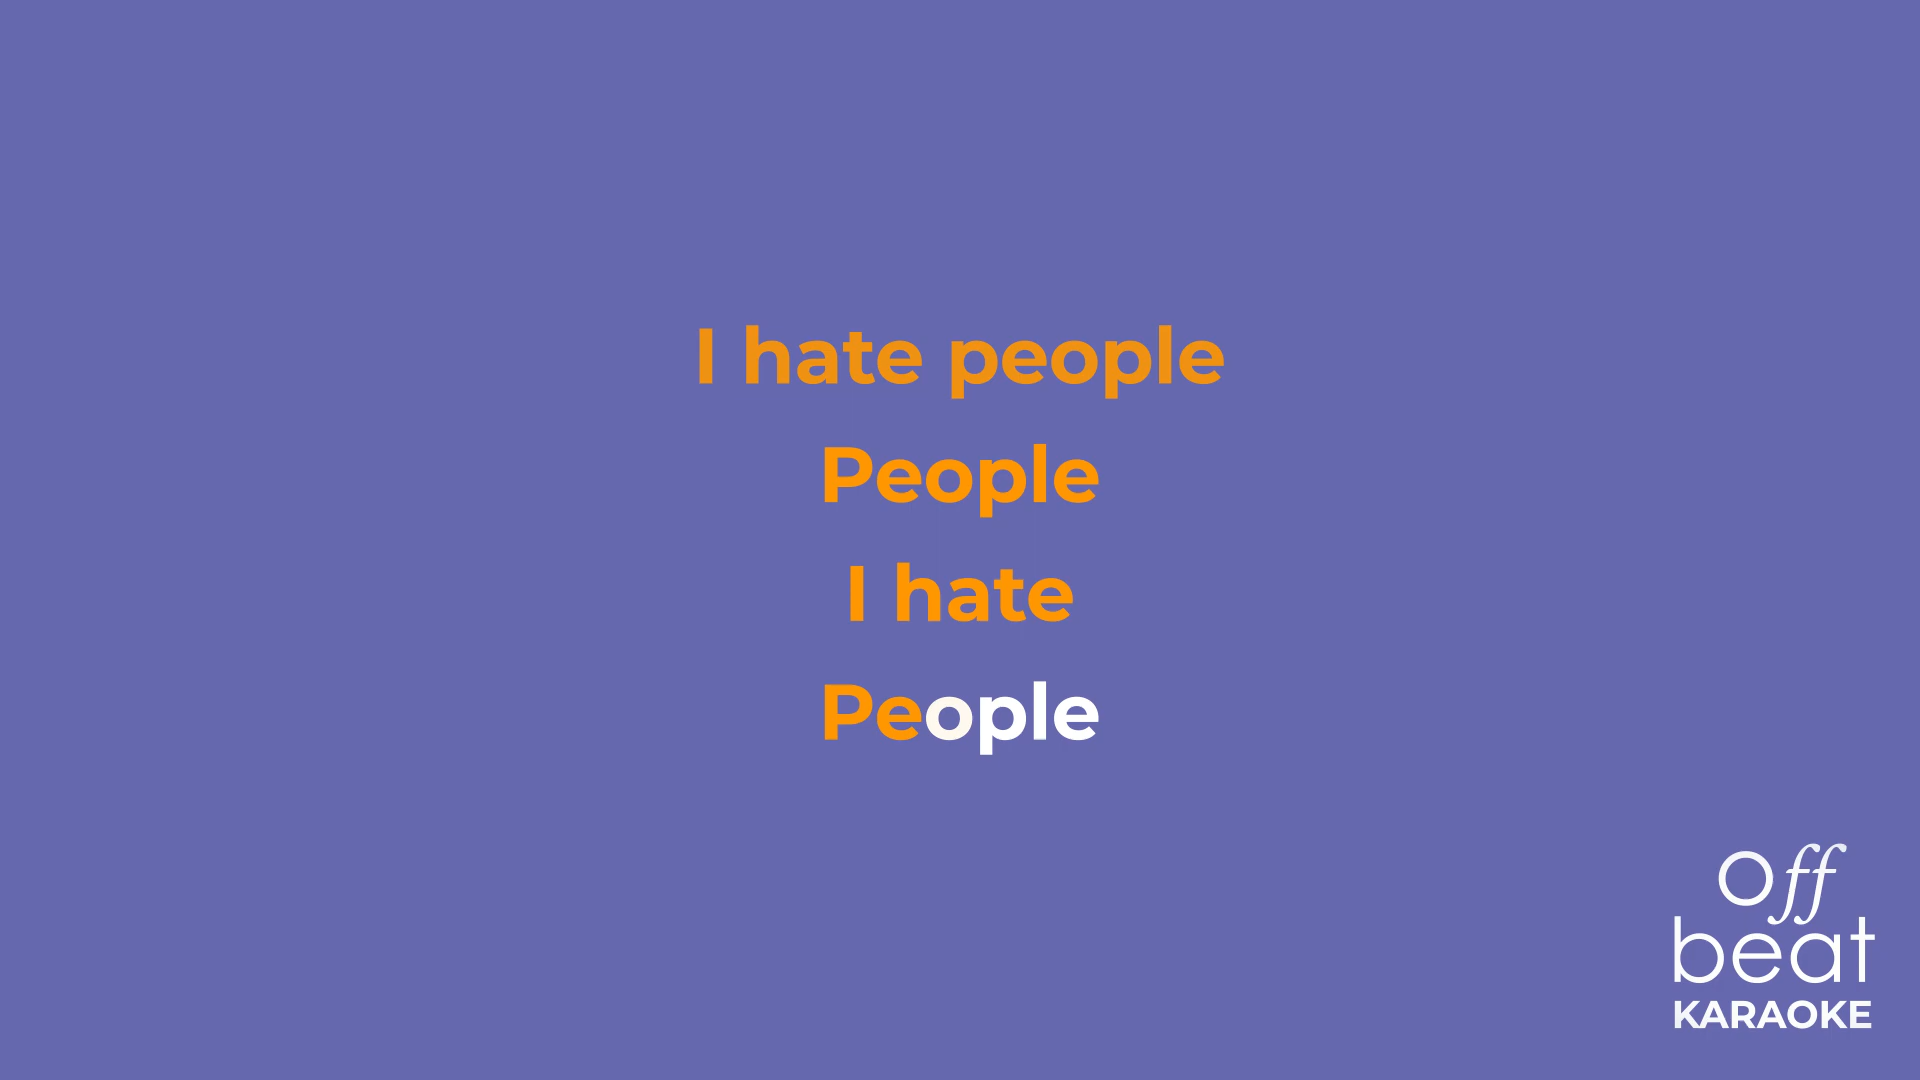 I hate people
People
I hate
People
off
beat
KARAOKE